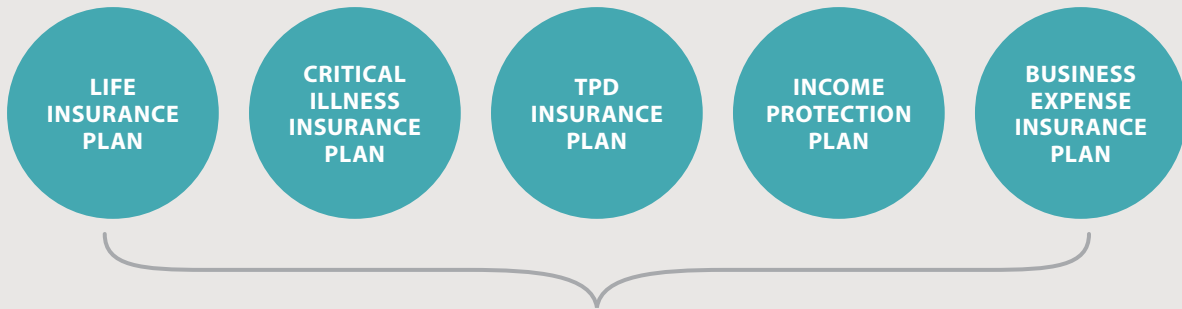 LIFE
INSURANCE
PLAN
CRITICAL
ILLNESS
INSURANCE
PLAN
TPD
INSURANCE
PLAN
INCOME
PROTECTION
PLAN
BUSINESS
EXPENSE
INSURANCE
PLAN